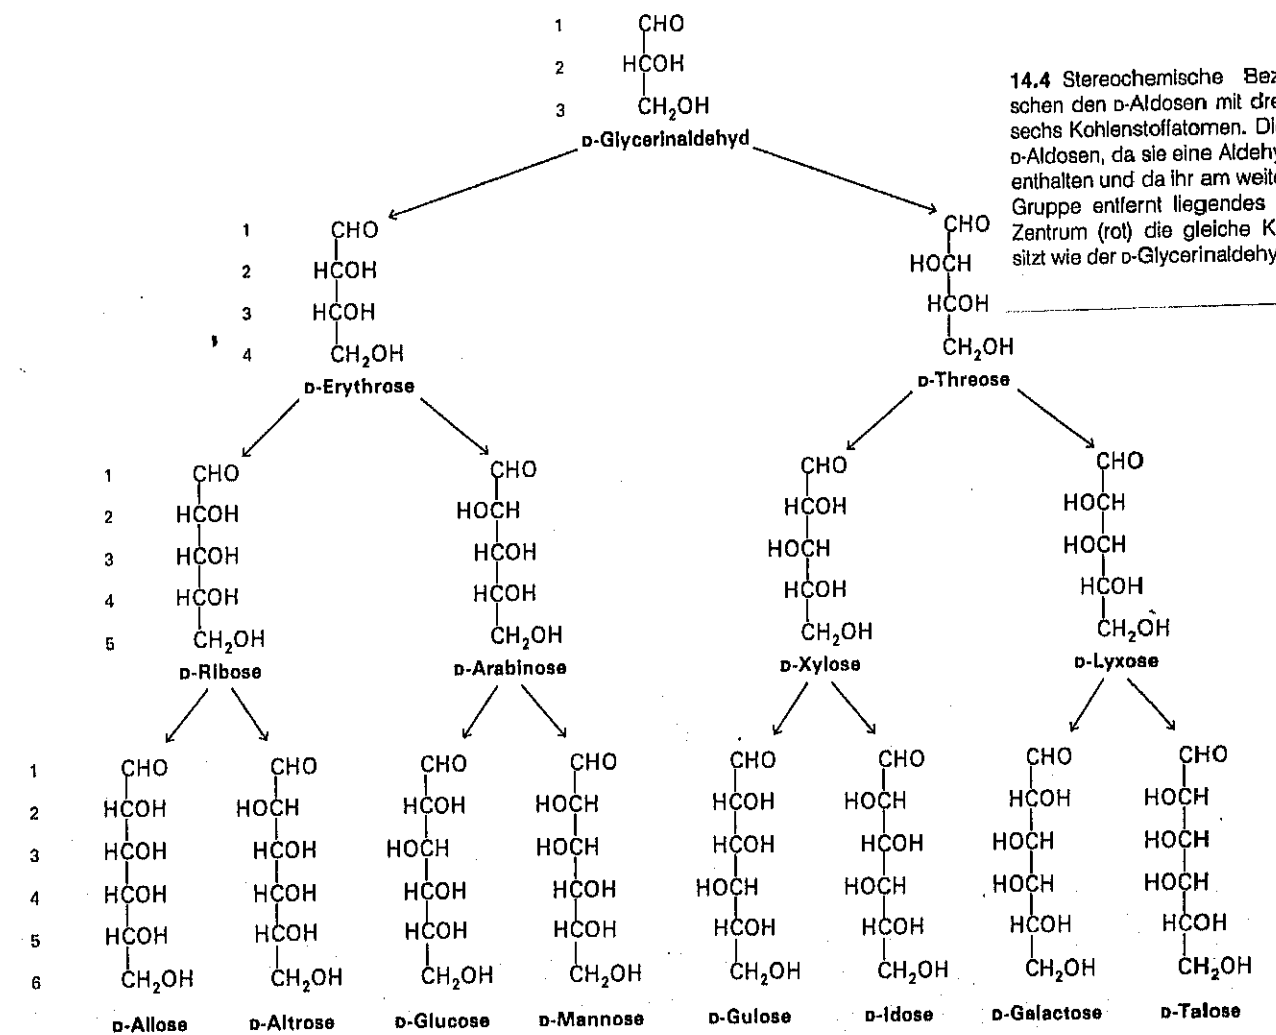 1 CHO
2 HCOH
3 CH₂OH
D-Glycerinaldehyd
14.4 Stereochemische Bez
schen den D-Aldosen mit dre
sechs Kohlenstoffatomen. Di
D-Aldosen, da sie eine Aldehy
enthalten und da ihr am weite
Gruppe entfernt liegendes
Zentrum (rot) die gleiche K
sitzt wie der D-Glycerinaldehy
1 CHO CHO
2 HCOH HOCH
3 HCOH HCOH
4 CH₂OH CH₂OH
D-Erythrose D-Threose
1 CHO CHO CHO CHO
2 HCOH HOCH HCOH HOCH
3 HCOH HCOH HOCH HOCH
4 HCOH HCOH HCOH HCOH
5 CH₂OH CH₂OH CH₂OH CH₂OH
D-Ribose D-Arabinose D-Xylose D-Lyxose
1 CHO CHO CHO CHO CHO CHO CHO CHO
2 HCOH HOCH HCOH HOCH HCOH HOCH HCOH HOCH
3 HCOH HCOH HOCH HOCH HCOH HCOH HOCH HOCH
4 HCOH HCOH HCOH HCOH HOCH HOCH HOCH HOCH
5 HCOH HCOH HCOH HCOH HCOH HCOH HCOH HCOH
6 CH₂OH CH₂OH CH₂OH CH₂OH CH₂OH CH₂OH CH₂OH CH₂OH
D-Allose D-Altrose D-Glucose D-Mannose D-Gulose D-Idose D-Galactose D-Talose